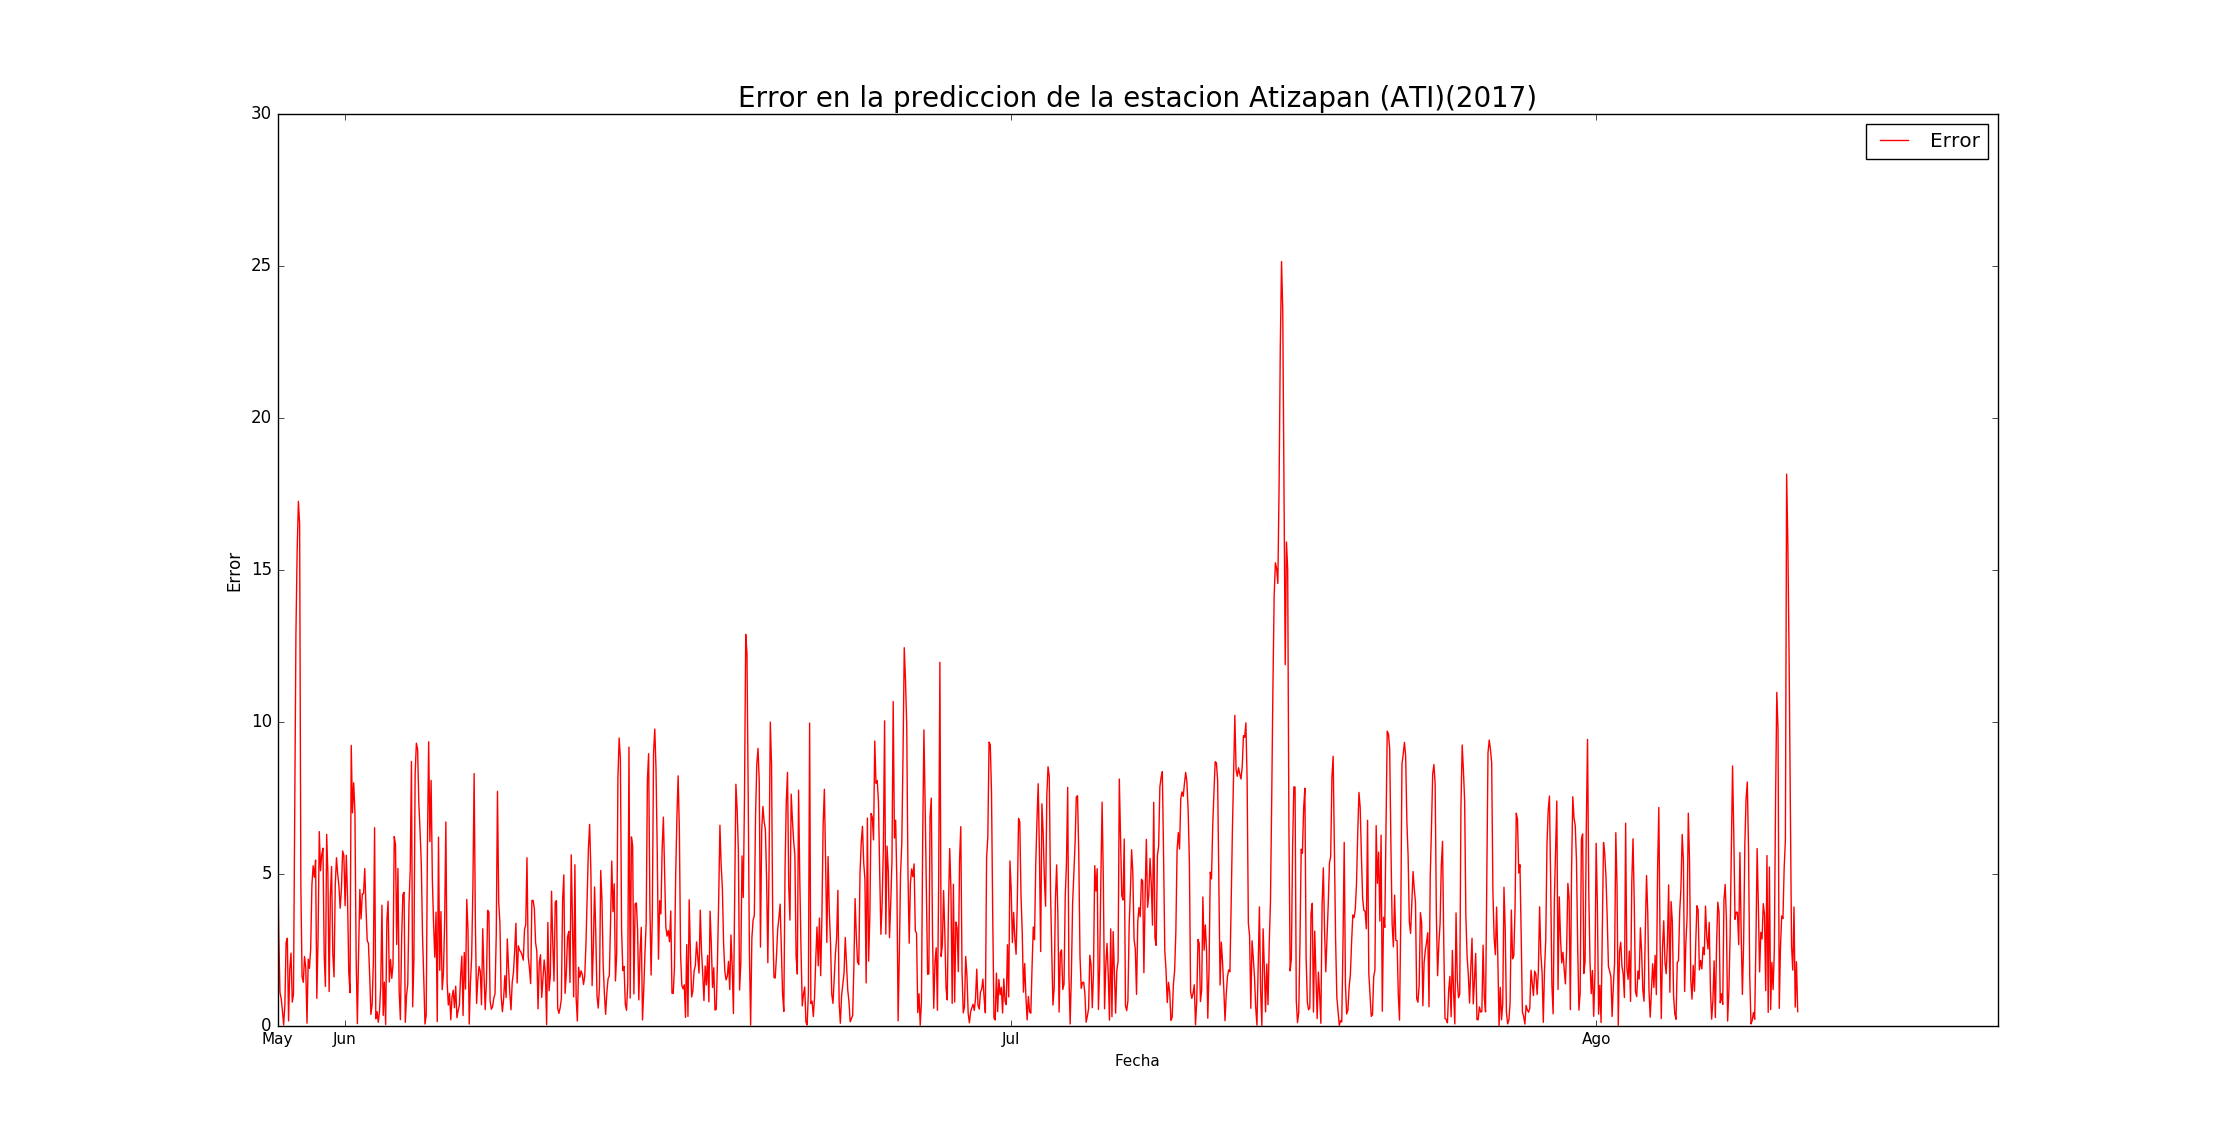 Error en la prediccion de la estacion Atizapan (ATI)(2017)
Error
30
25
20
15
10
5
0
Error
May Jun Jul Ago
Fecha